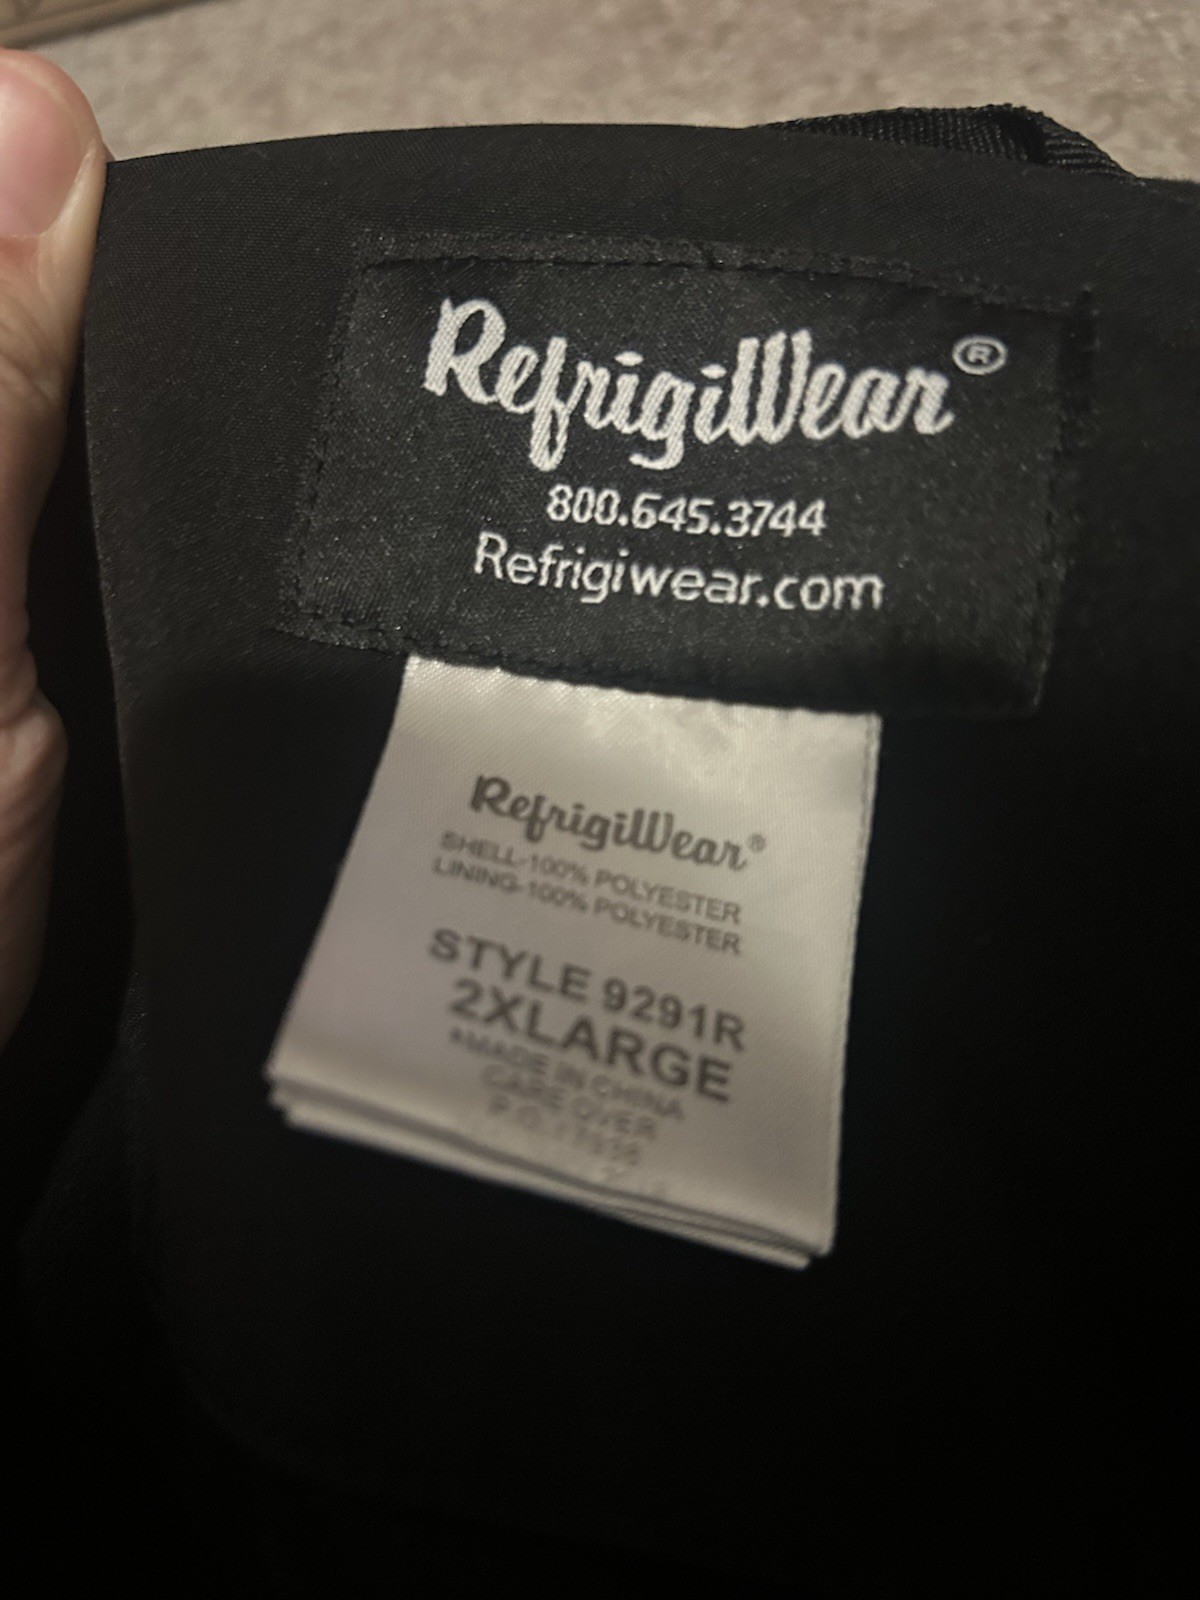 RefrigiWear®
800.645.3744
Refrigiwear.com
RefrigiWear®
SHELL-100% POLYESTER
LINING-100% POLYESTER
STYLE 9291R
2XLARGE
*MADE IN CHINA
CARE OVER